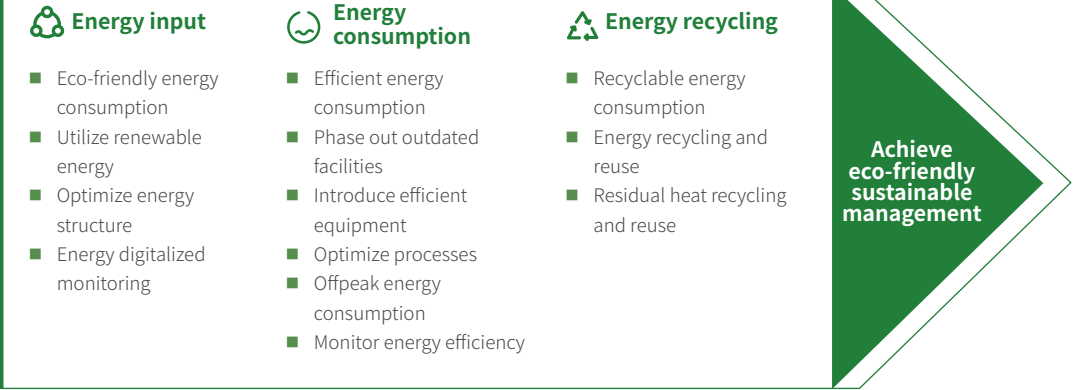 Energy input
Eco-friendly energy
consumption
Utilize renewable
energy
Optimize energy
structure
Energy digitalized
monitoring
Energy
consumption
Efficient energy
consumption
Phase out outdated
facilities
Introduce efficient
equipment
Optimize processes
Offpeak energy
consumption
Monitor energy efficiency
Energy recycling
Recyclable energy
consumption
Energy recycling and
reuse
Residual heat recycling
and reuse
Achieve
eco-friendly
sustainable
management